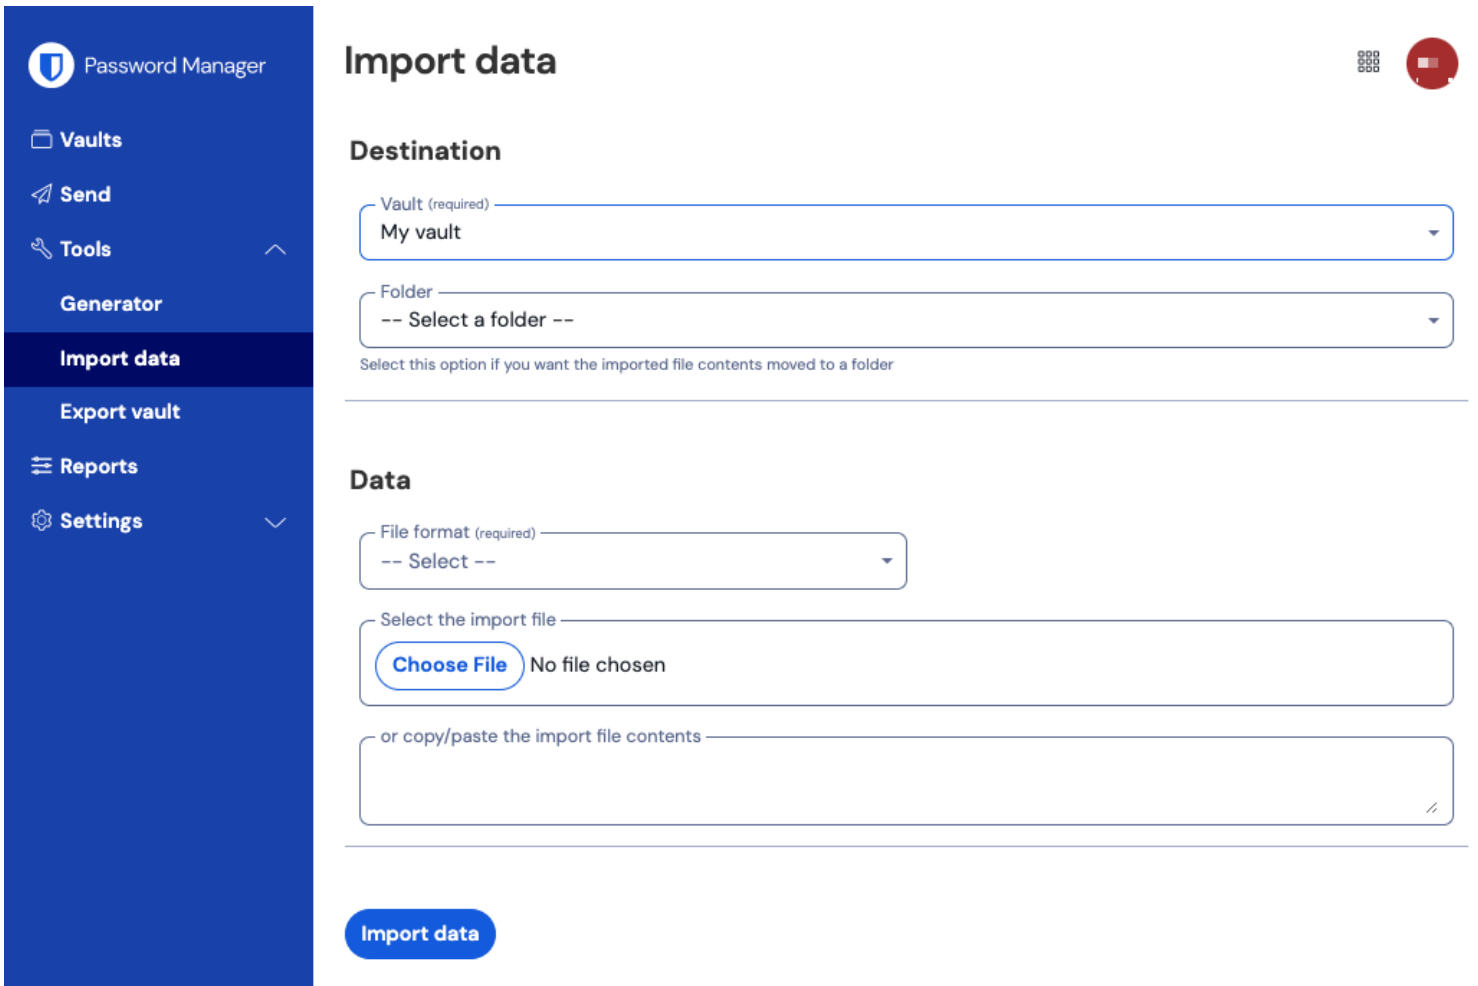 Password Manager
Vaults
Send
Tools
Generator
Import data
Export vault
Reports
Settings
Import data
Destination
Vault (required)
My vault
Folder
-- Select a folder --
Select this option if you want the imported file contents moved to a folder
Data
File format (required)
-- Select --
Select the import file
Choose File No file chosen
or copy/paste the import file contents
Import data